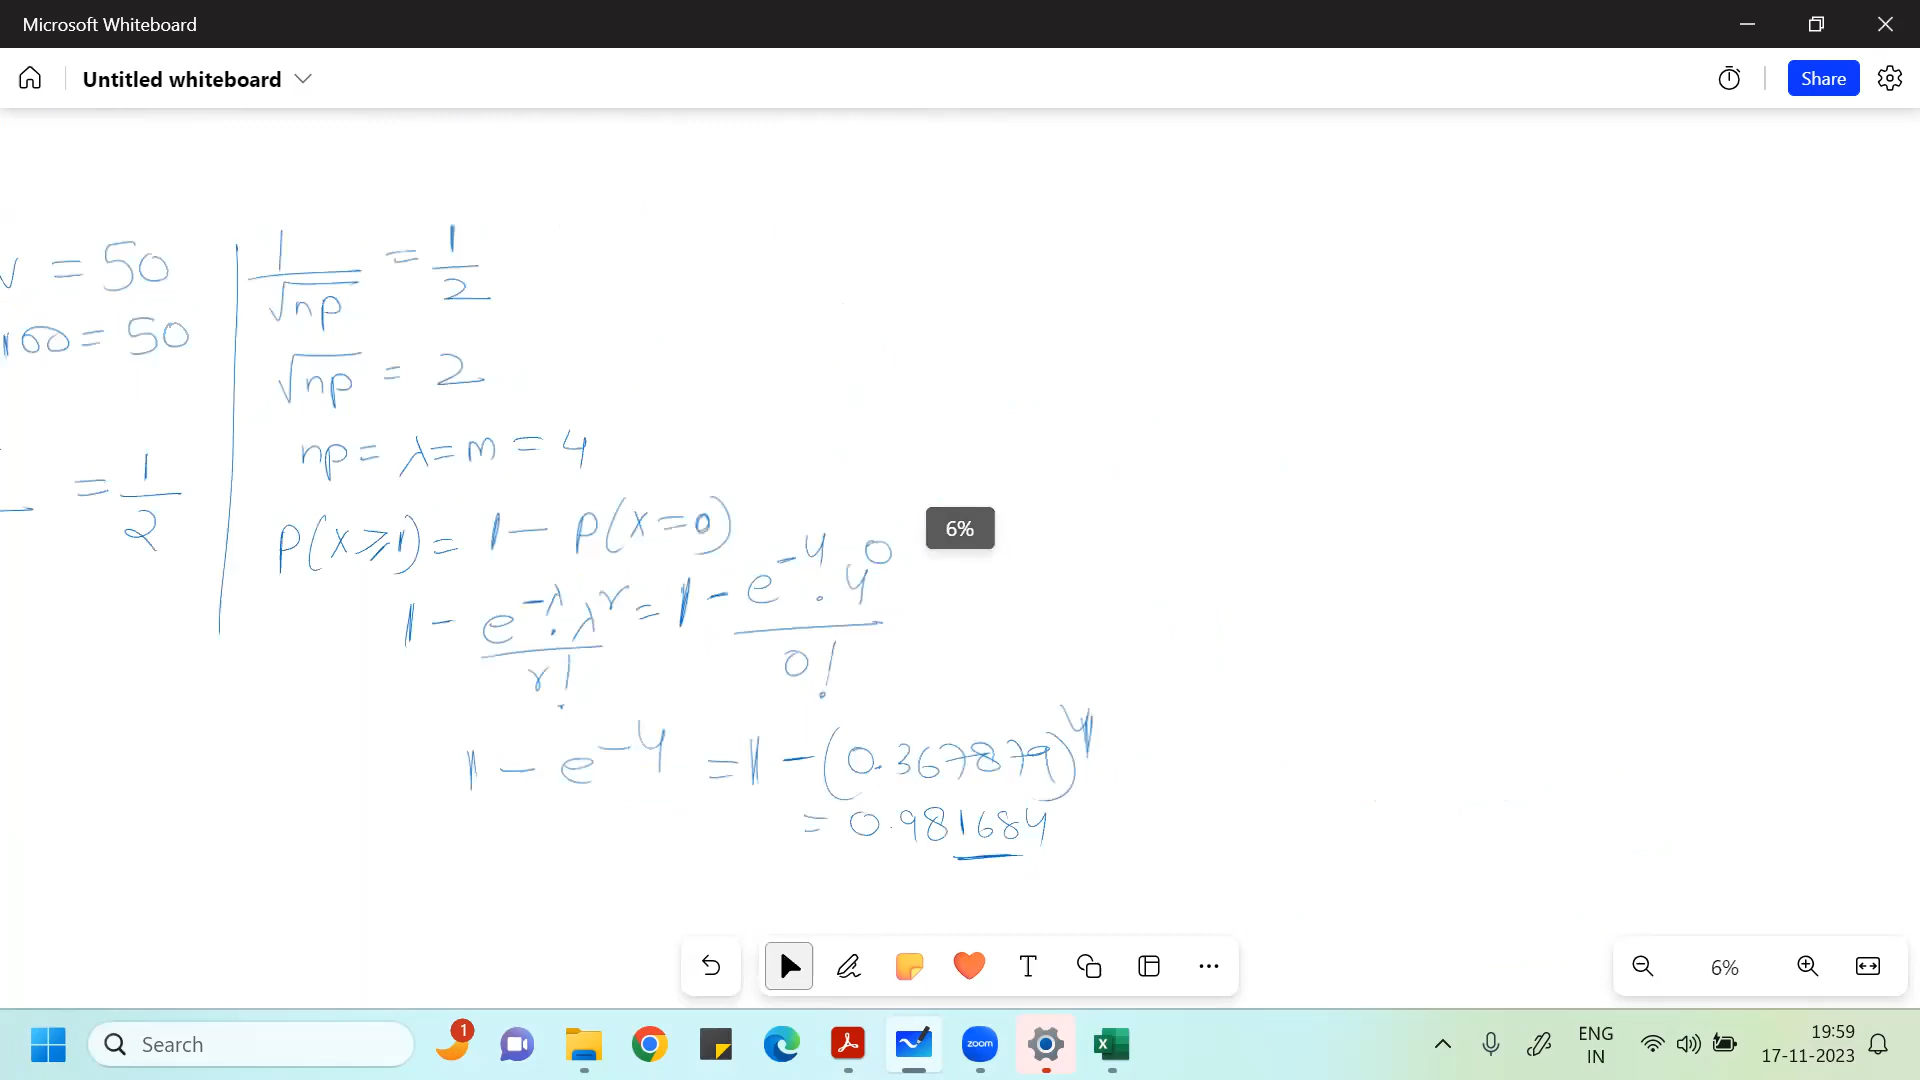 Microsoft Whiteboard
Untitled whiteboard
Share
= 50
100 = 50
= 1/2
1/√np = 1/2
√np = 2
np = λ = m = 4
P(X ≥ 1) = 1 − P(X = 0)
6%
1 − e^−λ · λ^r / r! = 1 − e^−4 · 4^0 / 0!
1 − e^−4 = 1 − (0.367879)^4
= 0.981684
T
6%
Search
1
zoom
ENG
IN
19:59
17-11-2023